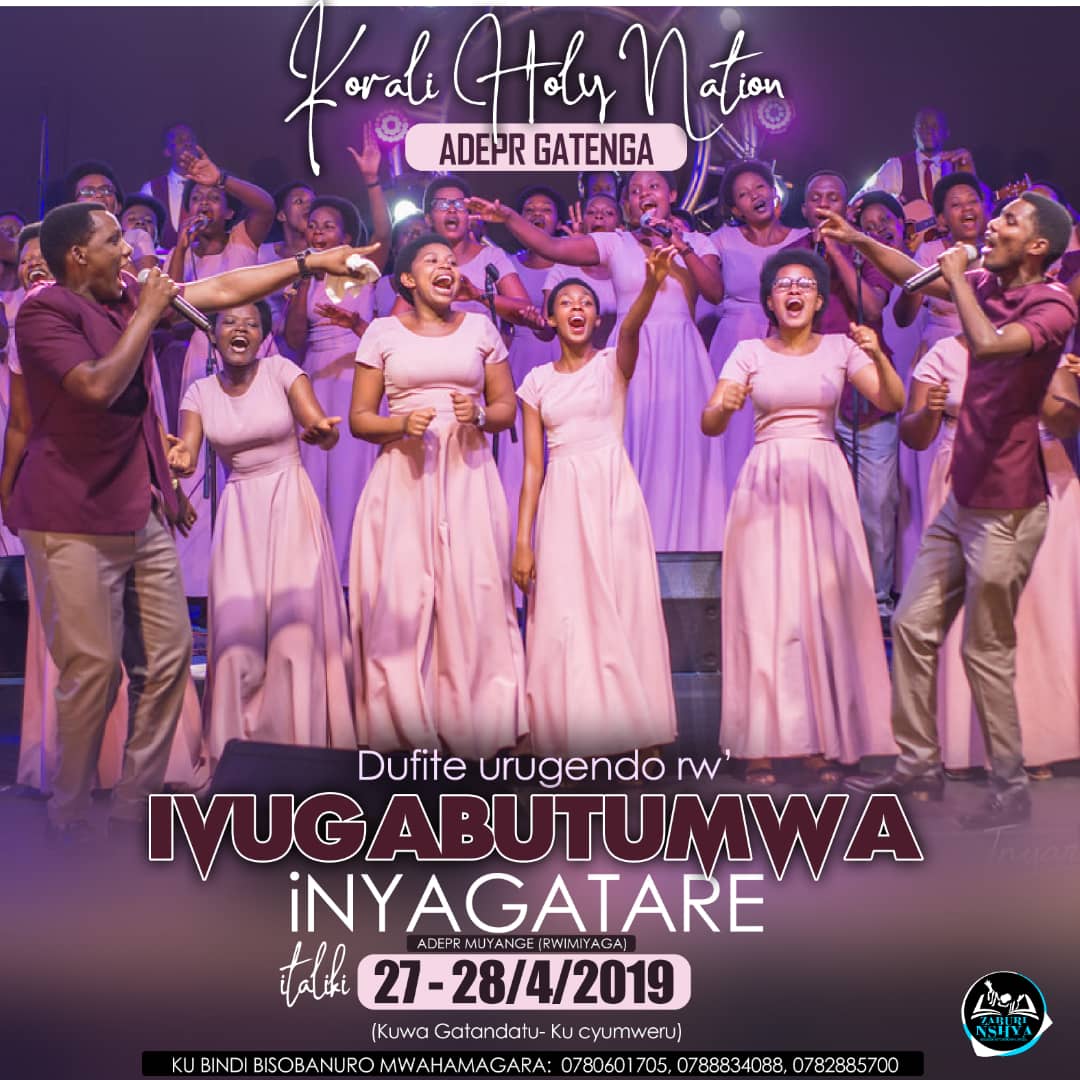 Korali Holy Nation
ADEPR GATENGA
Dufite urugendo rw'
IVUGABUTUMWA
iNYAGATARE
ADEPR MUYANGE (RWIMIYAGA)
italiki 27 - 28/4/2019
(Kuwa Gatandatu- Ku cyumweru)
ZABURI
NSHYA
KU BINDI BISOBANURO MWAHAMAGARA: 0780601705, 0788834088, 0782885700